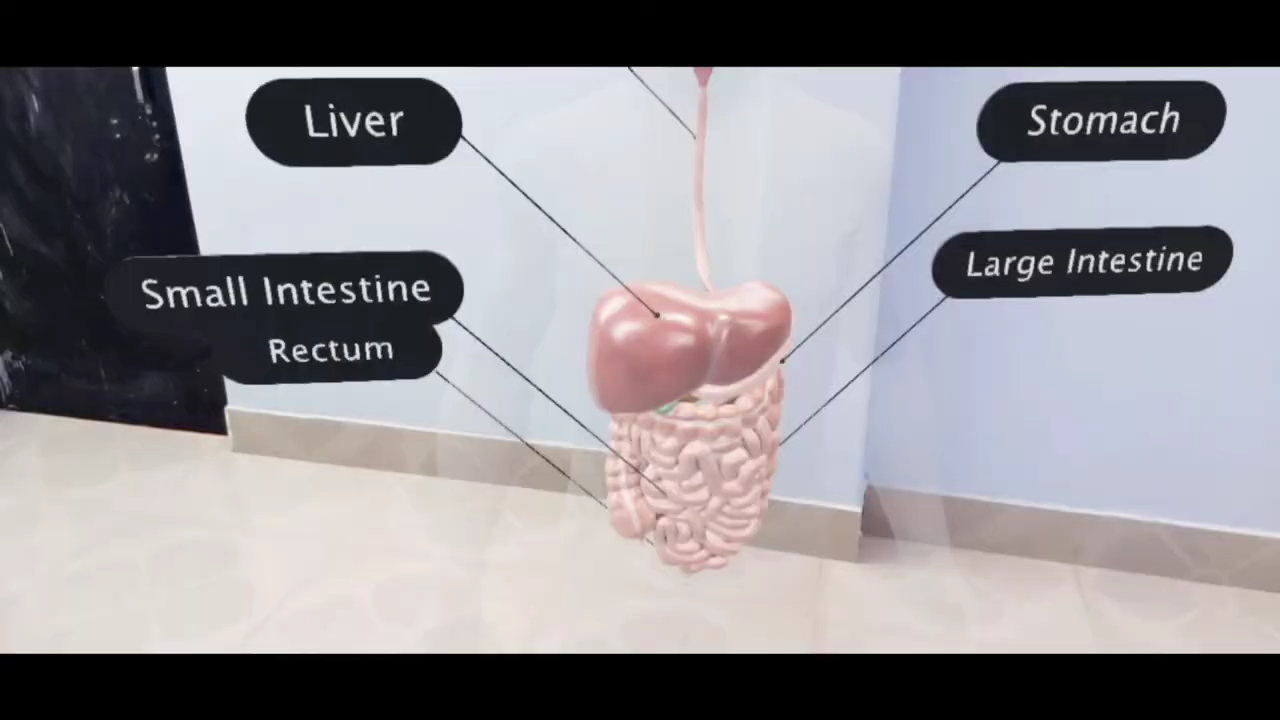 Liver
Stomach
Small Intestine
Large Intestine
Rectum